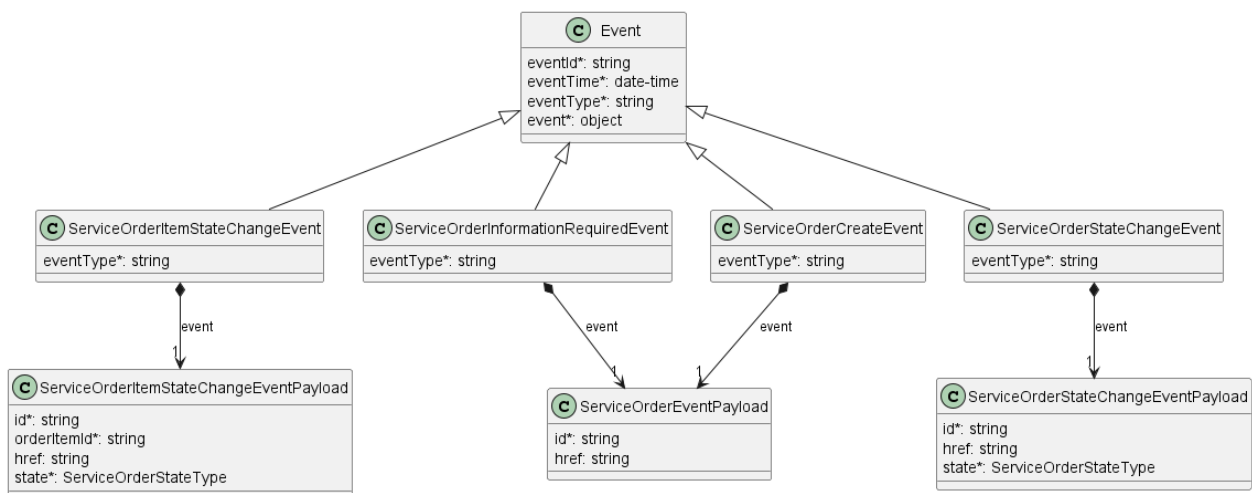 C Event
eventId*: string
eventTime*: date-time
eventType*: string
event*: object
C ServiceOrderItemStateChangeEvent
eventType*: string
C ServiceOrderInformationRequiredEvent
eventType*: string
C ServiceOrderCreateEvent
eventType*: string
C ServiceOrderStateChangeEvent
eventType*: string
event
1
event
1
event
1
event
1
C ServiceOrderItemStateChangeEventPayload
id*: string
orderItemId*: string
href: string
state*: ServiceOrderStateType
C ServiceOrderEventPayload
id*: string
href: string
C ServiceOrderStateChangeEventPayload
id*: string
href: string
state*: ServiceOrderStateType